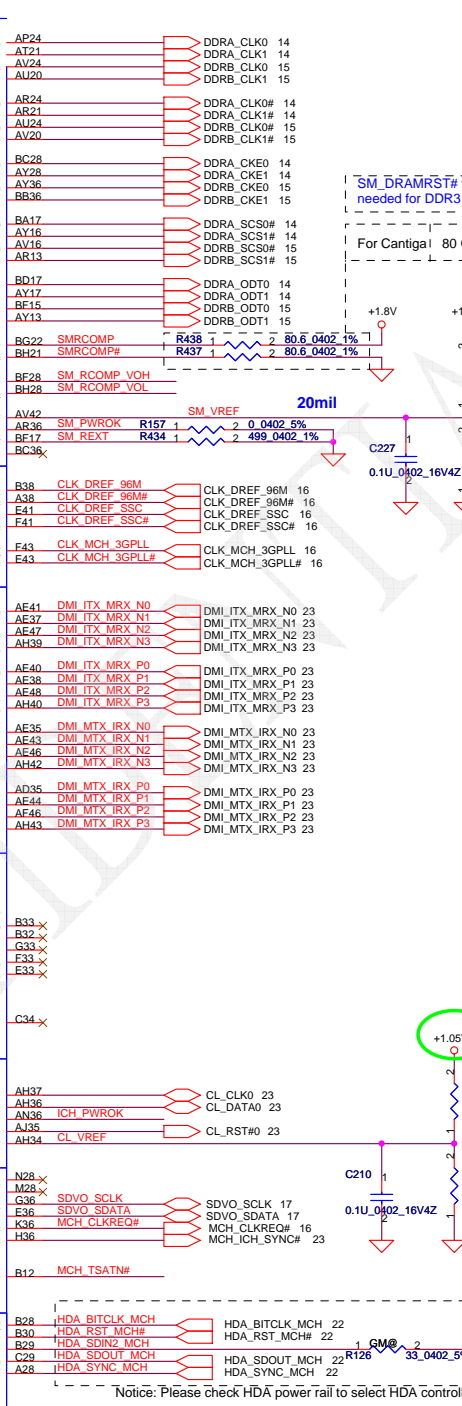 AP24 DDRA_CLK0 14
AT21 DDRA_CLK1 14
AV24 DDRB_CLK0 15
AU20 DDRB_CLK1 15
AR24 DDRA_CLK0# 14
AR21 DDRA_CLK1# 14
AU24 DDRB_CLK0# 15
AV20 DDRB_CLK1# 15
BC28 DDRA_CKE0 14
AY28 DDRA_CKE1 14
AY36 DDRB_CKE0 15
BB36 DDRB_CKE1 15
SM_DRAMRST#
needed for DDR3
BA17 DDRA_SCS0# 14
AY16 DDRA_SCS1# 14
AV16 DDRB_SCS0# 15
AR13 DDRB_SCS1# 15
For Cantiga 80
BD17 DDRA_ODT0 14
AY17 DDRA_ODT1 14
BF15 DDRB_ODT0 15
AY13 DDRB_ODT1 15
+1.8V
BG22 SMRCOMP R438 1 2 80.6_0402_1%
BH21 SMRCOMP# R437 1 2 80.6_0402_1%
BF28 SM_RCOMP_VOH
BH28 SM_RCOMP_VOL
20mil
AV42 SM_VREF
AR36 SM_PWROK R157 1 2 0_0402_5%
BF17 SM_REXT R434 1 2 499_0402_1%
BC36
C227 1
0.1U_0402_16V4Z
2
B38 CLK_DREF_96M CLK_DREF_96M 16
A38 CLK_DREF_96M# CLK_DREF_96M# 16
E41 CLK_DREF_SSC CLK_DREF_SSC 16
F41 CLK_DREF_SSC# CLK_DREF_SSC# 16
F43 CLK_MCH_3GPLL CLK_MCH_3GPLL 16
E43 CLK_MCH_3GPLL# CLK_MCH_3GPLL# 16
AE41 DMI_ITX_MRX_N0 DMI_ITX_MRX_N0 23
AE37 DMI_ITX_MRX_N1 DMI_ITX_MRX_N1 23
AE47 DMI_ITX_MRX_N2 DMI_ITX_MRX_N2 23
AH39 DMI_ITX_MRX_N3 DMI_ITX_MRX_N3 23
AE40 DMI_ITX_MRX_P0 DMI_ITX_MRX_P0 23
AE38 DMI_ITX_MRX_P1 DMI_ITX_MRX_P1 23
AE48 DMI_ITX_MRX_P2 DMI_ITX_MRX_P2 23
AH40 DMI_ITX_MRX_P3 DMI_ITX_MRX_P3 23
AE35 DMI_MTX_IRX_N0 DMI_MTX_IRX_N0 23
AE43 DMI_MTX_IRX_N1 DMI_MTX_IRX_N1 23
AE46 DMI_MTX_IRX_N2 DMI_MTX_IRX_N2 23
AH42 DMI_MTX_IRX_N3 DMI_MTX_IRX_N3 23
AD35 DMI_MTX_IRX_P0 DMI_MTX_IRX_P0 23
AE44 DMI_MTX_IRX_P1 DMI_MTX_IRX_P1 23
AF46 DMI_MTX_IRX_P2 DMI_MTX_IRX_P2 23
AH43 DMI_MTX_IRX_P3 DMI_MTX_IRX_P3 23
B33
B32
G33
F33
E33
C34
+1.05
AH37 CL_CLK0 23
AH36 CL_DATA0 23
AN36 ICH_PWROK
AJ35 CL_RST#0 23
AH34 CL_VREF
C210 1
0.1U_0402_16V4Z
2
N28
M28
G36 SDVO_SCLK SDVO_SCLK 17
E36 SDVO_SDATA SDVO_SDATA 17
K36 MCH_CLKREQ# MCH_CLKREQ# 16
H36 MCH_ICH_SYNC# 23
B12 MCH_TSATN#
B28 HDA_BITCLK_MCH HDA_BITCLK_MCH 22
B30 HDA_RST_MCH# HDA_RST_MCH# 22
B29 HDA_SDIN2_MCH 1 GM@ 2
R126 33_0402_5%
C29 HDA_SDOUT_MCH HDA_SDOUT_MCH 22
A28 HDA_SYNC_MCH HDA_SYNC_MCH 22
Notice: Please check HDA power rail to select HDA controll